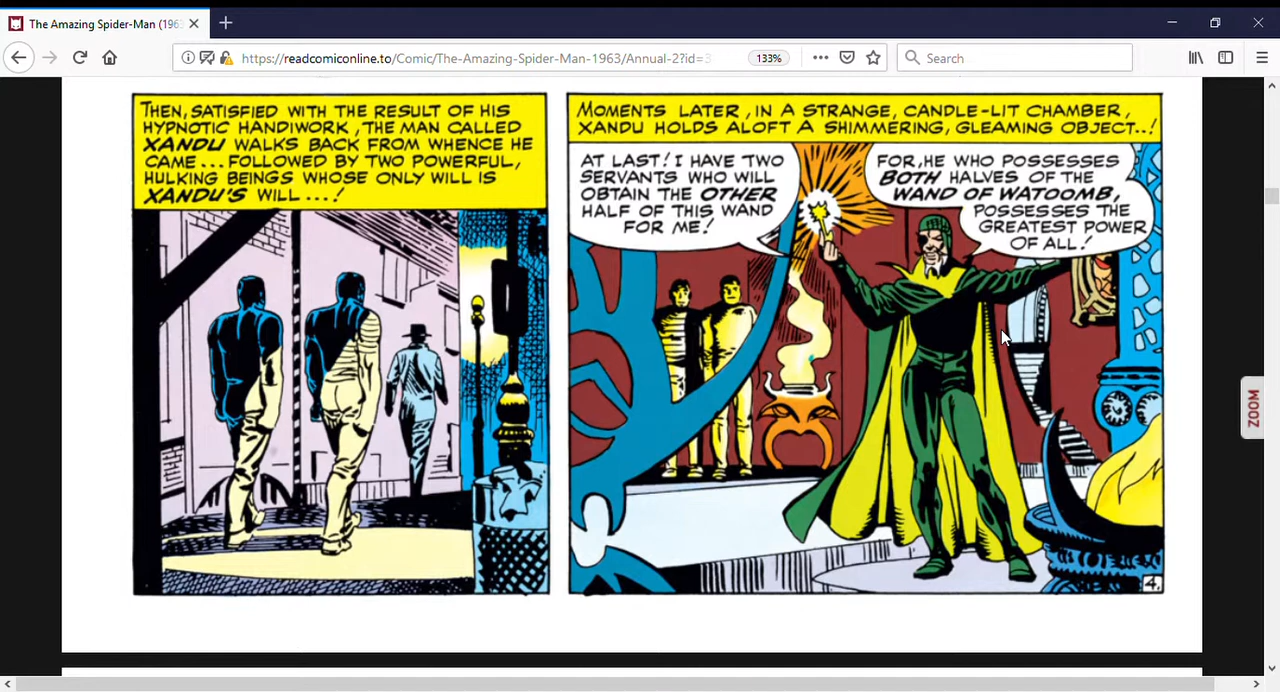 The Amazing Spider-Man (196
https://readcomiconline.to/Comic/The-Amazing-Spider-Man-1963/Annual-2?id=3
133%
Search
THEN, SATISFIED WITH THE RESULT OF HIS
HYPNOTIC HANDIWORK, THE MAN CALLED
XANDU WALKS BACK FROM WHENCE HE
CAME... FOLLOWED BY TWO POWERFUL,
HULKING BEINGS WHOSE ONLY WILL IS
XANDU'S WILL...!
MOMENTS LATER, IN A STRANGE, CANDLE-LIT CHAMBER,
XANDU HOLDS ALOFT A SHIMMERING, GLEAMING OBJECT..!
AT LAST! I HAVE TWO
SERVANTS WHO WILL
OBTAIN THE OTHER
HALF OF THIS WAND
FOR ME!
FOR, HE WHO POSSESSES
BOTH HALVES OF THE
WAND OF WATOOMB,
POSSESSES THE
GREATEST POWER
OF ALL!
4.
ZOOM